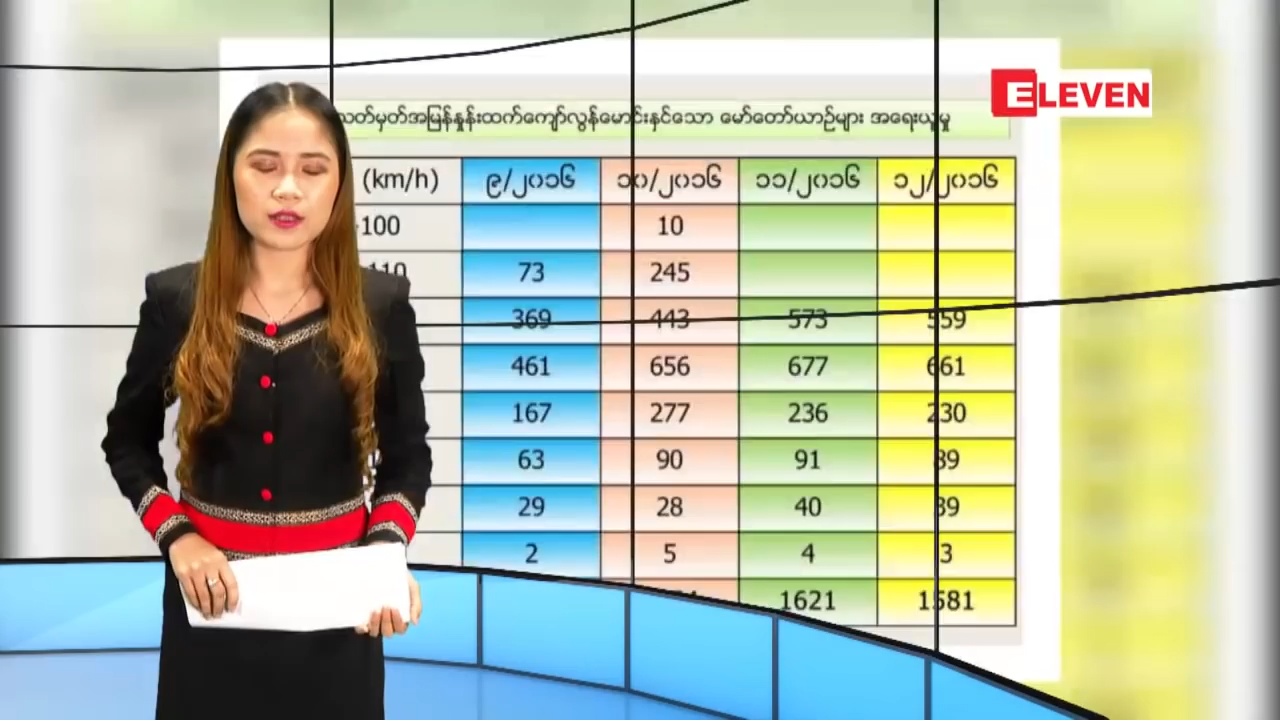 ELEVEN
သတ်မှတ်အမြန်နှုန်းထက်ကျော်လွန်မောင်းနှင်သော မော်တော်ယာဉ်များ အရေးယူမှု
(km/h) ၉/၂၀၁၆ ၁၀/၂၀၁၆ ၁၁/၂၀၁၆ ၁၂/၂၀၁၆
100 10
110 73 245
369 443 573 559
461 656 677 661
167 277 236 230
63 90 91 89
29 28 40 39
2 5 4 3
1621 1581